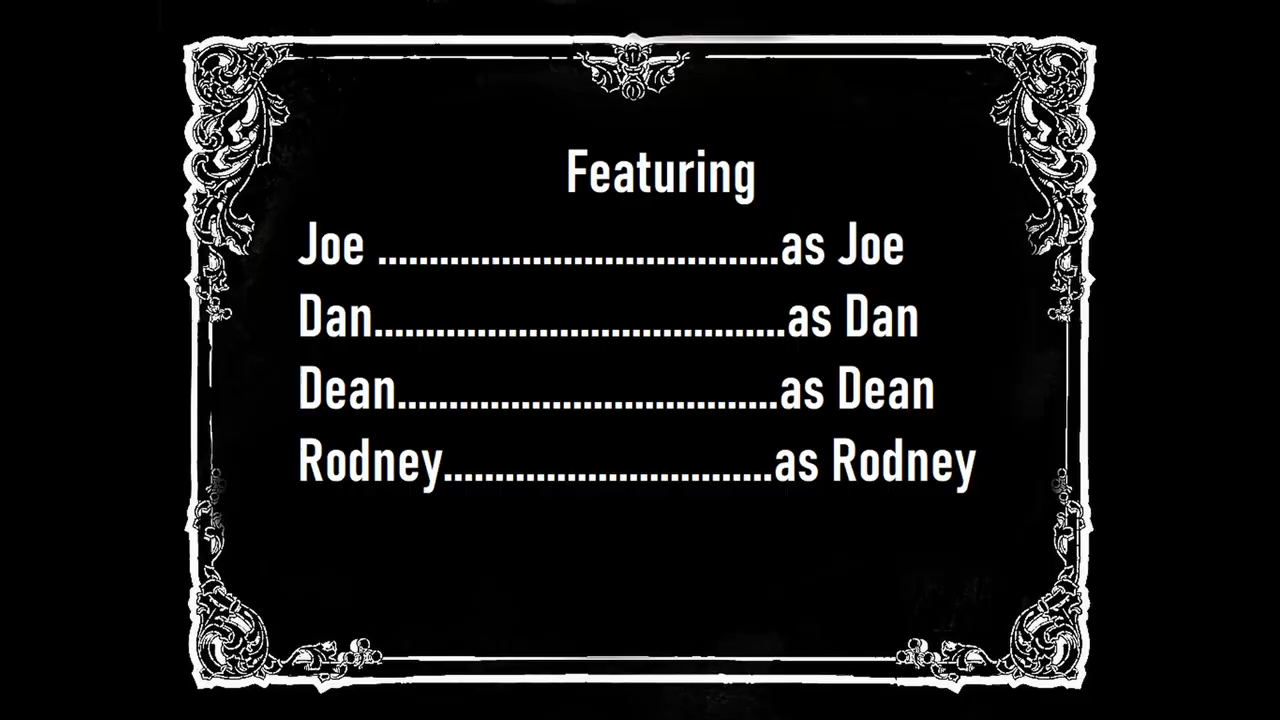 Featuring
Joe .......................................as Joe
Dan........................................as Dan
Dean.....................................as Dean
Rodney................................as Rodney